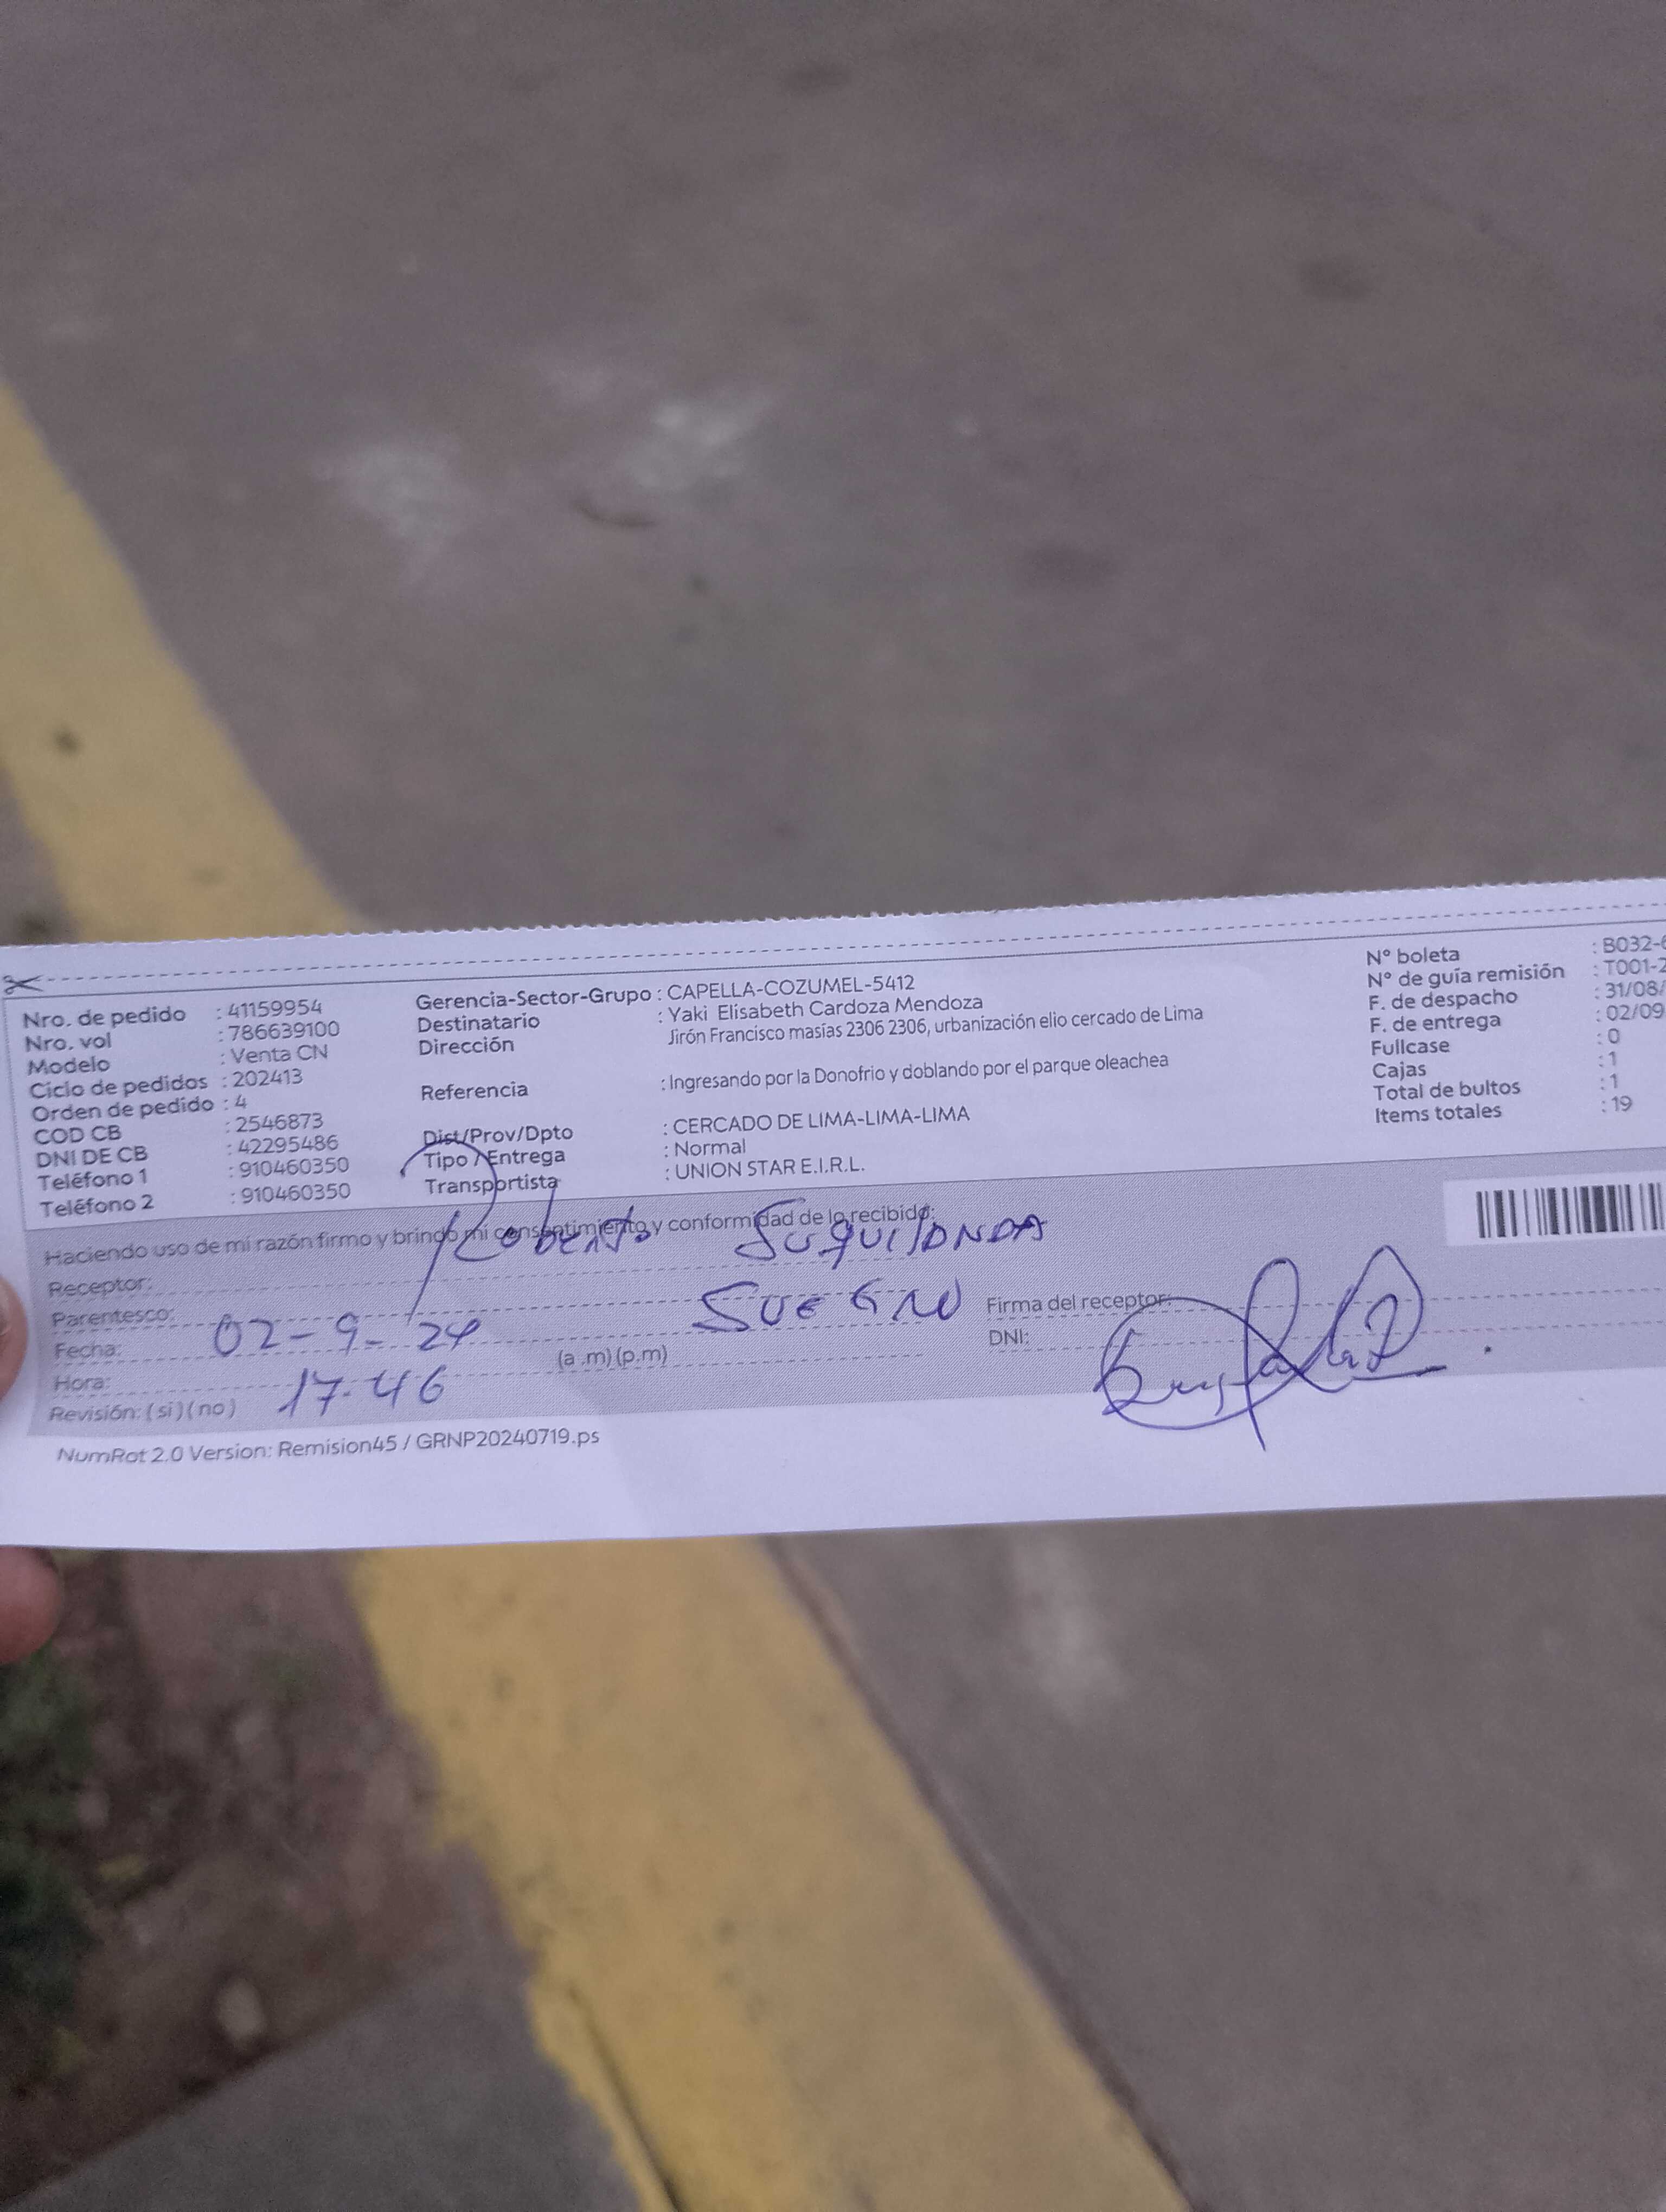 Nro. de pedido : 41159954
Nro. vol : 786639100
Modelo : Venta CN
Ciclo de pedidos : 202413
Orden de pedido : 4
COD CB : 2546873
DNI DE CB : 42295486
Teléfono 1 : 910460350
Teléfono 2 : 910460350
Gerencia-Sector-Grupo : CAPELLA-COZUMEL-5412
Destinatario : Yaki Elisabeth Cardoza Mendoza
Dirección Jirón Francisco masías 2306 2306, urbanización elio cercado de Lima
Referencia : Ingresando por la Donofrio y doblando por el parque oleachea
Dist/Prov/Dpto : CERCADO DE LIMA-LIMA-LIMA
Tipo / Entrega : Normal
Transportista : UNION STAR E.I.R.L.
N° boleta : B032-
N° de guía remisión : T001-2
F. de despacho : 31/08/
F. de entrega : 02/09
Fullcase : 0
Cajas : 1
Total de bultos : 1
Items totales : 19
Haciendo uso de mi razón firmo y brindo mi consentimiento y conformidad de lo recibido:
Receptor: Roberto
Parentesco: SUEGRO
Fecha: 02-9-24
Hora: 17.46 (a .m) (p.m)
Revisión: ( si ) ( no )
Firma del receptor:
DNI:
NumRot 2.0 Version: Remision45 / GRNP20240719.ps